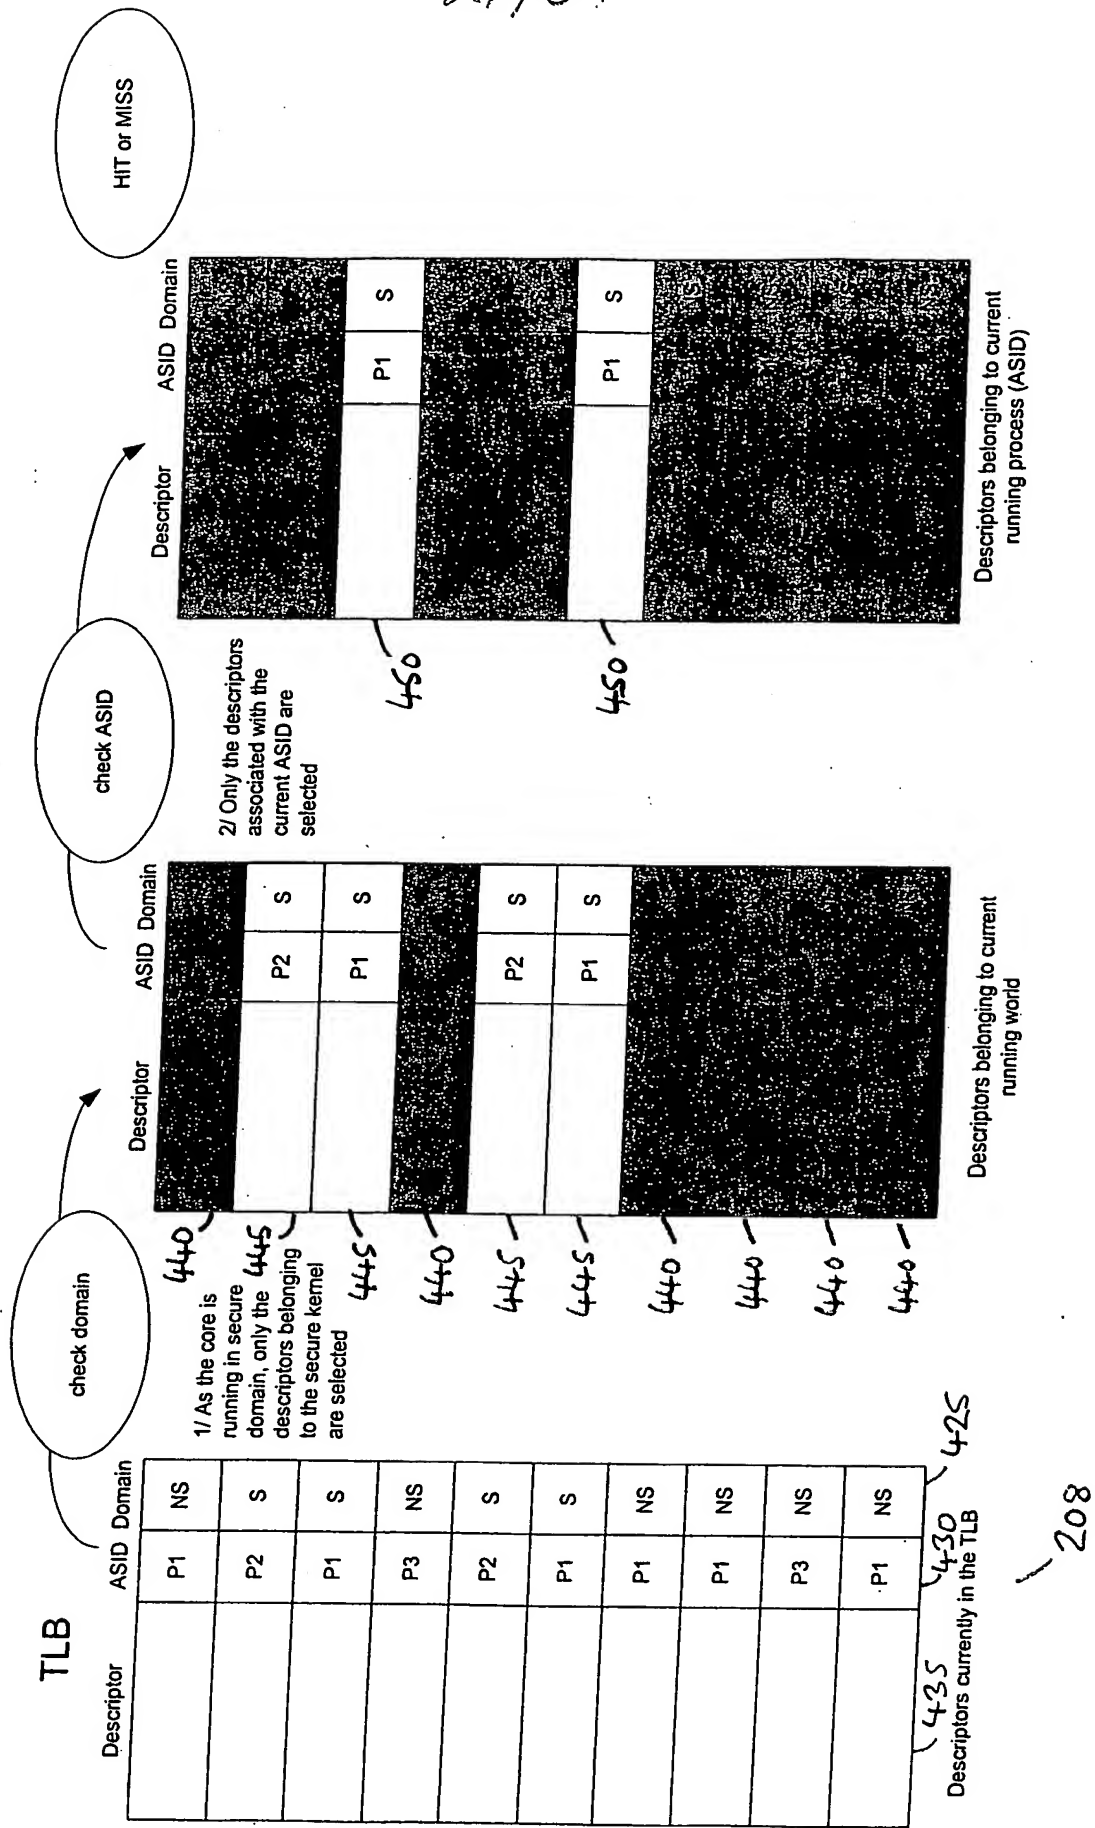 TLB
check domain
check ASID
HIT or MISS
Descriptor ASID Domain
P1 NS
P2 S
P1 S
P3 NS
P2 S
P1 S
P1 NS
P1 NS
P3 NS
P1 NS
435
430
425
Descriptors currently in the TLB
208
1/ As the core is
running in secure
domain, only the
descriptors belonging
to the secure kernel
are selected
Descriptor ASID Domain
440
445 P2 S
445 P1 S
440
445 P2 S
445 P1 S
440
440
440
440
Descriptors belonging to current
running world
2/ Only the descriptors
associated with the
current ASID are
selected
Descriptor ASID Domain
450 P1 S
450 P1 S
Descriptors belonging to current
running process (ASID)